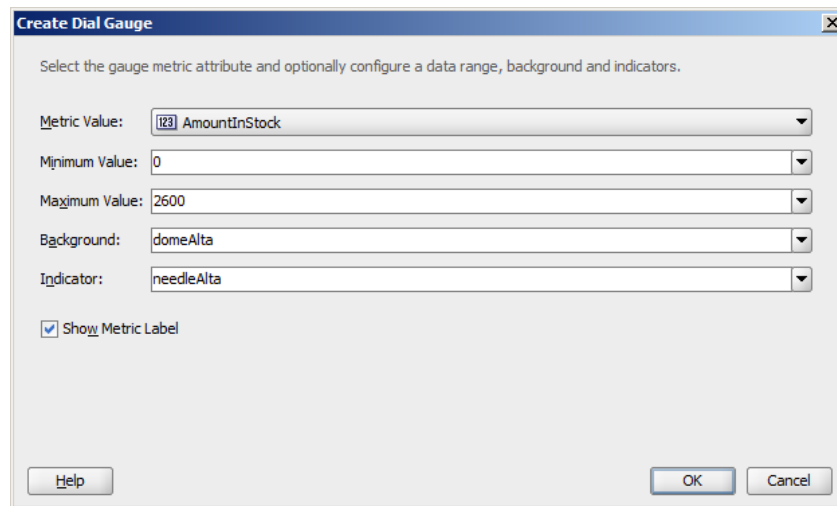 Create Dial Gauge
Select the gauge metric attribute and optionally configure a data range, background and indicators.
Metric Value: 123 AmountInStock
Minimum Value: 0
Maximum Value: 2600
Background: domeAlta
Indicator: needleAlta
Show Metric Label
Help OK Cancel